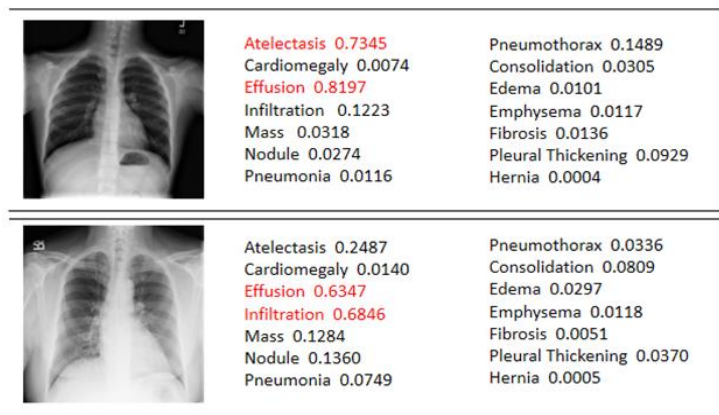 Atelectasis 0.7345
Cardiomegaly 0.0074
Effusion 0.8197
Infiltration 0.1223
Mass 0.0318
Nodule 0.0274
Pneumonia 0.0116
Pneumothorax 0.1489
Consolidation 0.0305
Edema 0.0101
Emphysema 0.0117
Fibrosis 0.0136
Pleural Thickening 0.0929
Hernia 0.0004
Atelectasis 0.2487
Cardiomegaly 0.0140
Effusion 0.6347
Infiltration 0.6846
Mass 0.1284
Nodule 0.1360
Pneumonia 0.0749
Pneumothorax 0.0336
Consolidation 0.0809
Edema 0.0297
Emphysema 0.0118
Fibrosis 0.0051
Pleural Thickening 0.0370
Hernia 0.0005